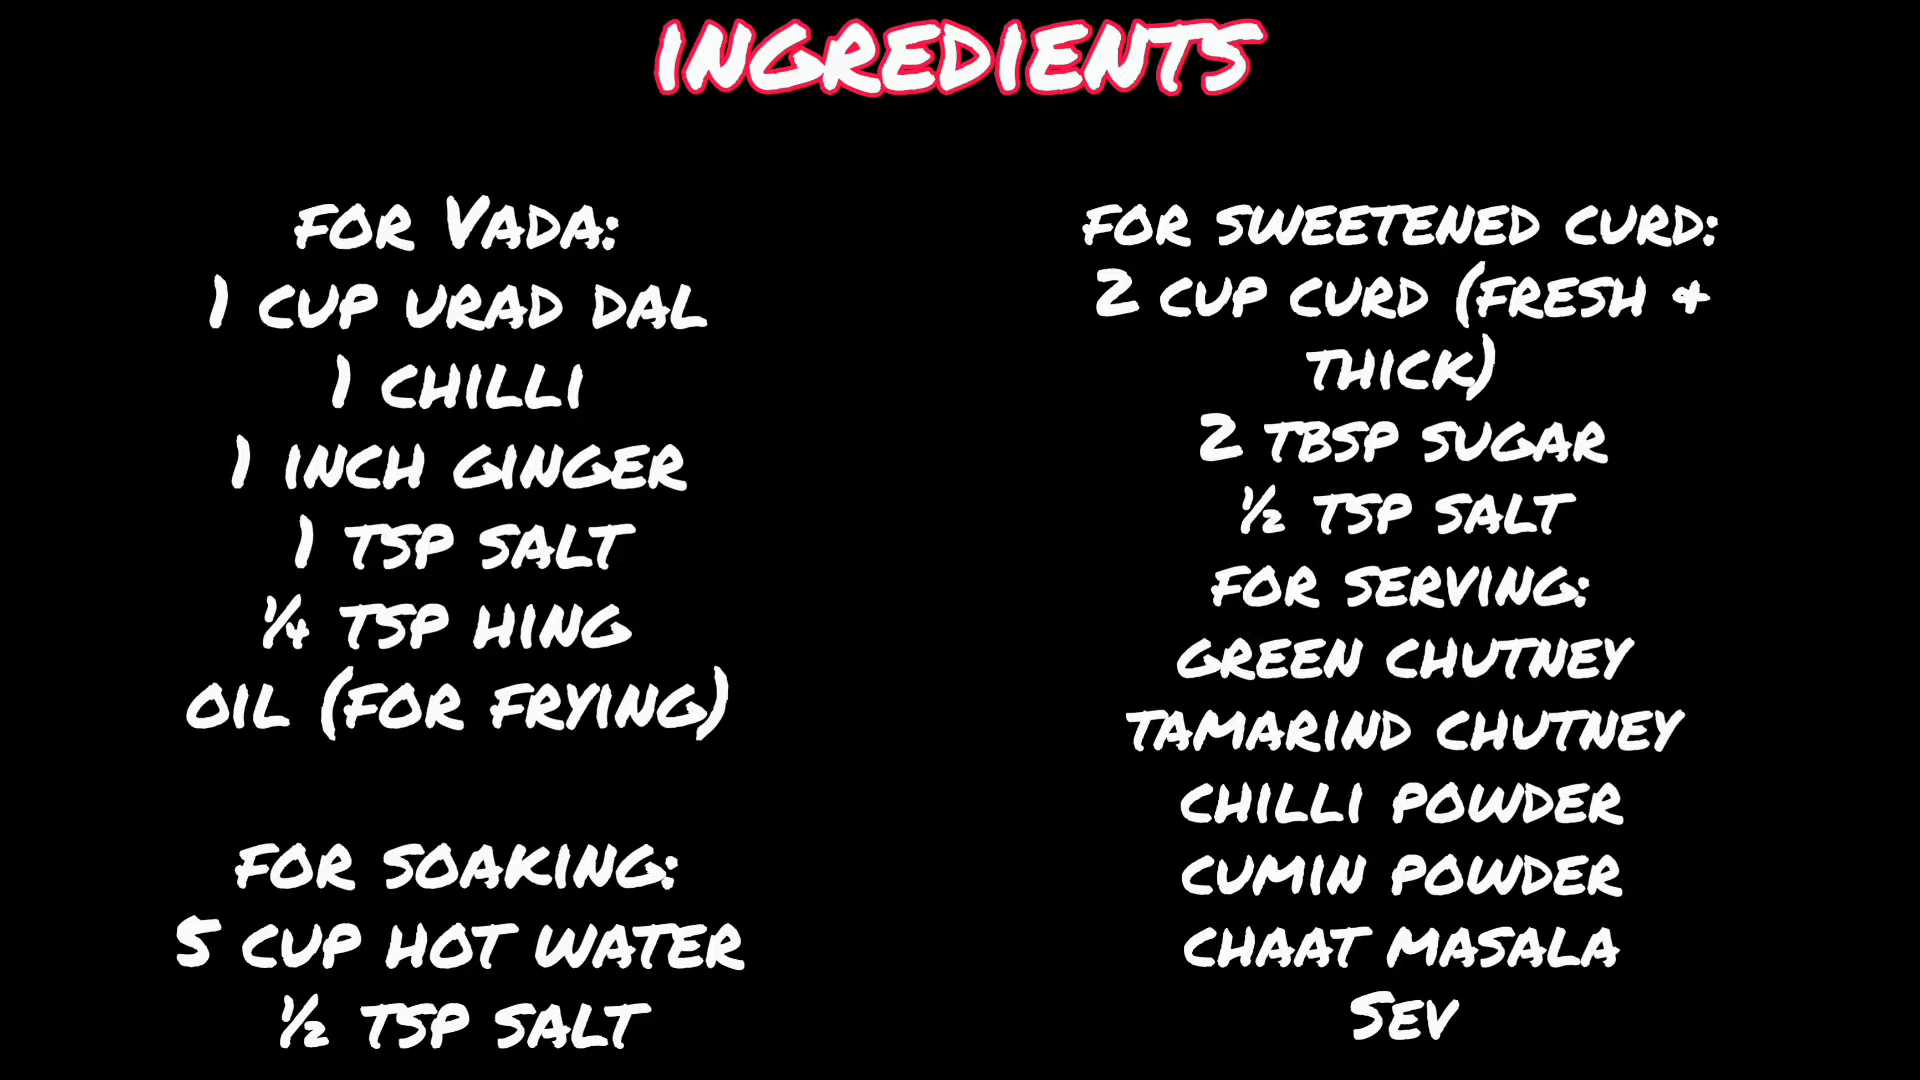 INGREDIENTS
FOR VADA:
1 CUP URAD DAL
1 CHILLI
1 INCH GINGER
1 TSP SALT
¼ TSP HING
OIL (FOR FRYING)
FOR SOAKING:
5 CUP HOT WATER
½ TSP SALT
FOR SWEETENED CURD:
2 CUP CURD (FRESH &
THICK)
2 TBSP SUGAR
½ TSP SALT
FOR SERVING:
GREEN CHUTNEY
TAMARIND CHUTNEY
CHILLI POWDER
CUMIN POWDER
CHAAT MASALA
SEV